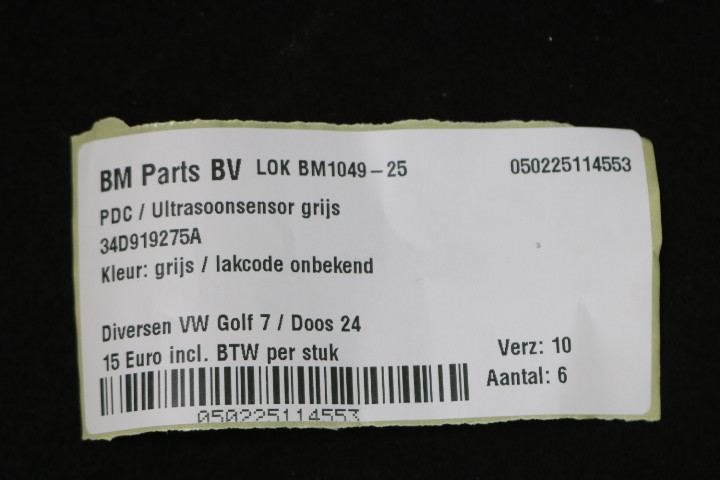 BM Parts BV LOK BM1049-25 050225114553
PDC / Ultrasoonsensor grijs
34D919275A
Kleur: grijs / lakcode onbekend
Diversen VW Golf 7 / Doos 24
15 Euro incl. BTW per stuk
Verz: 10
Aantal: 6
050225114553